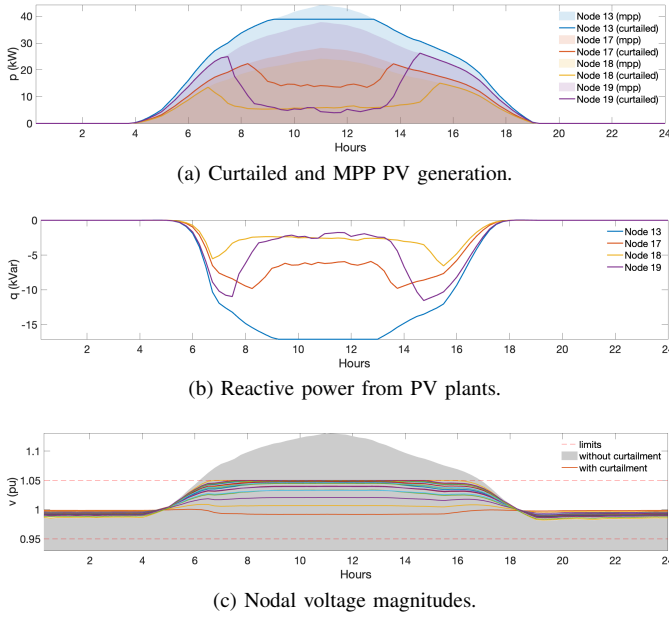 40
30
20
10
0
p (kW)
2 4 6 8 10 12 14 16 18 20 22 24
Hours
Node 13 (mpp)
Node 13 (curtailed)
Node 17 (mpp)
Node 17 (curtailed)
Node 18 (mpp)
Node 18 (curtailed)
Node 19 (mpp)
Node 19 (curtailed)
(a) Curtailed and MPP PV generation.
0
-5
-10
-15
q (kVar)
2 4 6 8 10 12 14 16 18 20 22 24
Hours
Node 13
Node 17
Node 18
Node 19
(b) Reactive power from PV plants.
1.1
1.05
1
0.95
v (pu)
2 4 6 8 10 12 14 16 18 20 22 24
Hours
limits
without curtailment
with curtailment
(c) Nodal voltage magnitudes.